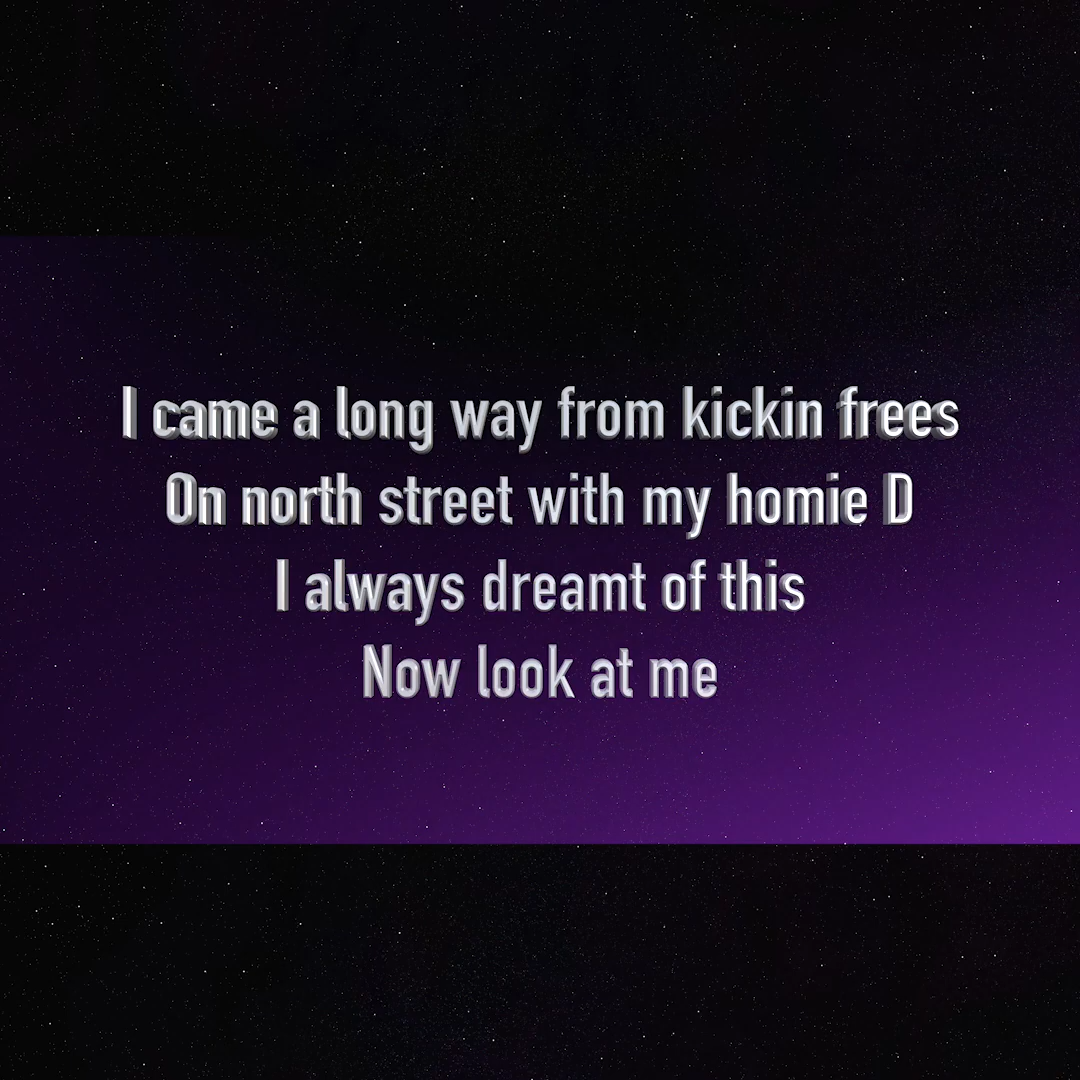 I came a long way from kickin frees
On north street with my homie D
I always dreamt of this
Now look at me